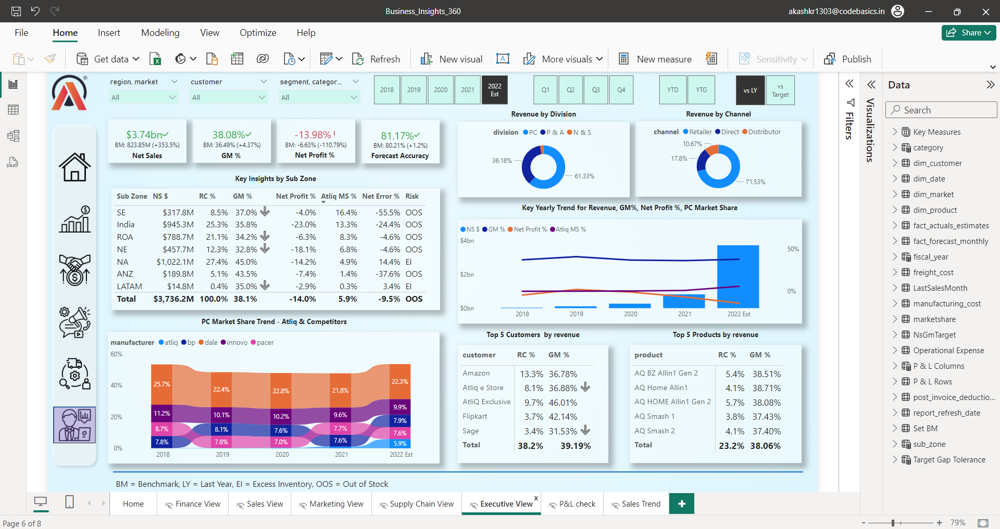 Business_Insights_360
akashkr1303@codebasics.in
File Home Insert Modeling View Optimize Help
Share
Get data
Refresh
New visual
More visuals
New measure
Sensitivity
Publish
region, market
All
customer
All
segment, categor...
All
2018 2019 2020 2021 2022 Est
Q1 Q2 Q3 Q4
YTD YTG
vs LY vs Target
$3.74bn✓
BM: 823.85M (+353.5%)
Net Sales
38.08%✓
BM: 36.49% (+4.37%)
GM %
-13.98% !
BM: -6.63% (-110.79%)
Net Profit %
81.17%✓
BM: 80.21% (+1.2%)
Forecast Accuracy
Revenue by Division
division PC P & A N & S
36.18%
61.33%
Revenue by Channel
channel Retailer Direct Distributor
10.67%
17.8%
71.53%
Key Insights by Sub Zone
Sub Zone NS $ RC % GM % Net Profit % Atliq MS % Net Error % Risk
SE $317.8M 8.5% 37.0% -4.0% 16.4% -55.5% OOS
India $945.3M 25.3% 35.8% -23.0% 13.3% -24.4% OOS
ROA $788.7M 21.1% 34.2% -6.3% 8.3% -4.6% OOS
NE $457.7M 12.3% 32.8% -18.1% 6.8% -4.6% OOS
NA $1,022.1M 27.4% 45.0% -14.2% 4.9% 14.4% EI
ANZ $189.8M 5.1% 43.5% -7.4% 1.4% -37.6% OOS
LATAM $14.8M 0.4% 35.0% -2.9% 0.3% 3.4% EI
Total $3,736.2M 100.0% 38.1% -14.0% 5.9% -9.5% OOS
Key Yearly Trend for Revenue, GM%, Net Profit %, PC Market Share
NS $ GM % Net Profit % Atliq MS %
$4bn
$2bn
$0bn
50%
0%
2018 2019 2020 2021 2022 Est
PC Market Share Trend - Atliq & Competitors
manufacturer atliq bp dale innovo pacer
60%
40%
20%
0%
25.7% 22.4% 22.8% 21.8% 22.3%
11.2% 10.1% 10.2% 9.6% 9.9%
8.7% 8.1% 7.6% 7.7% 7.9%
7.8% 7.8% 7.0% 7.6% 7.6%
5.9%
2018 2019 2020 2021 2022 Est
Top 5 Customers by revenue
customer RC % GM %
Amazon 13.3% 36.78%
Atliq e Store 8.1% 36.88%
AtliQ Exclusive 9.7% 46.01%
Flipkart 3.7% 42.14%
Sage 3.4% 31.53%
Total 38.2% 39.19%
Top 5 Products by revenue
product RC % GM %
AQ BZ Allin1 Gen 2 5.4% 38.51%
AQ Home Allin1 4.1% 38.71%
AQ HOME Allin1 Gen 2 5.7% 38.08%
AQ Smash 1 3.8% 37.43%
AQ Smash 2 4.1% 37.40%
Total 23.2% 38.06%
BM = Benchmark, LY = Last Year, EI = Excess Inventory, OOS = Out of Stock
Filters
Visualizations
Data
Search
Key Measures
category
dim_customer
dim_date
dim_market
dim_product
fact_actuals_estimates
fact_forecast_monthly
fiscal_year
freight_cost
LastSalesMonth
manufacturing_cost
marketshare
NsGmTarget
Operational Expense
P & L Columns
P & L Rows
post_invoice_deductio...
report_refresh_date
Set BM
sub_zone
Target Gap Tolerance
DAX
Home
Finance View
Sales View
Marketing View
Supply Chain View
Executive View x
P&L check
Sales Trend
+
Page 6 of 8
- + 79%